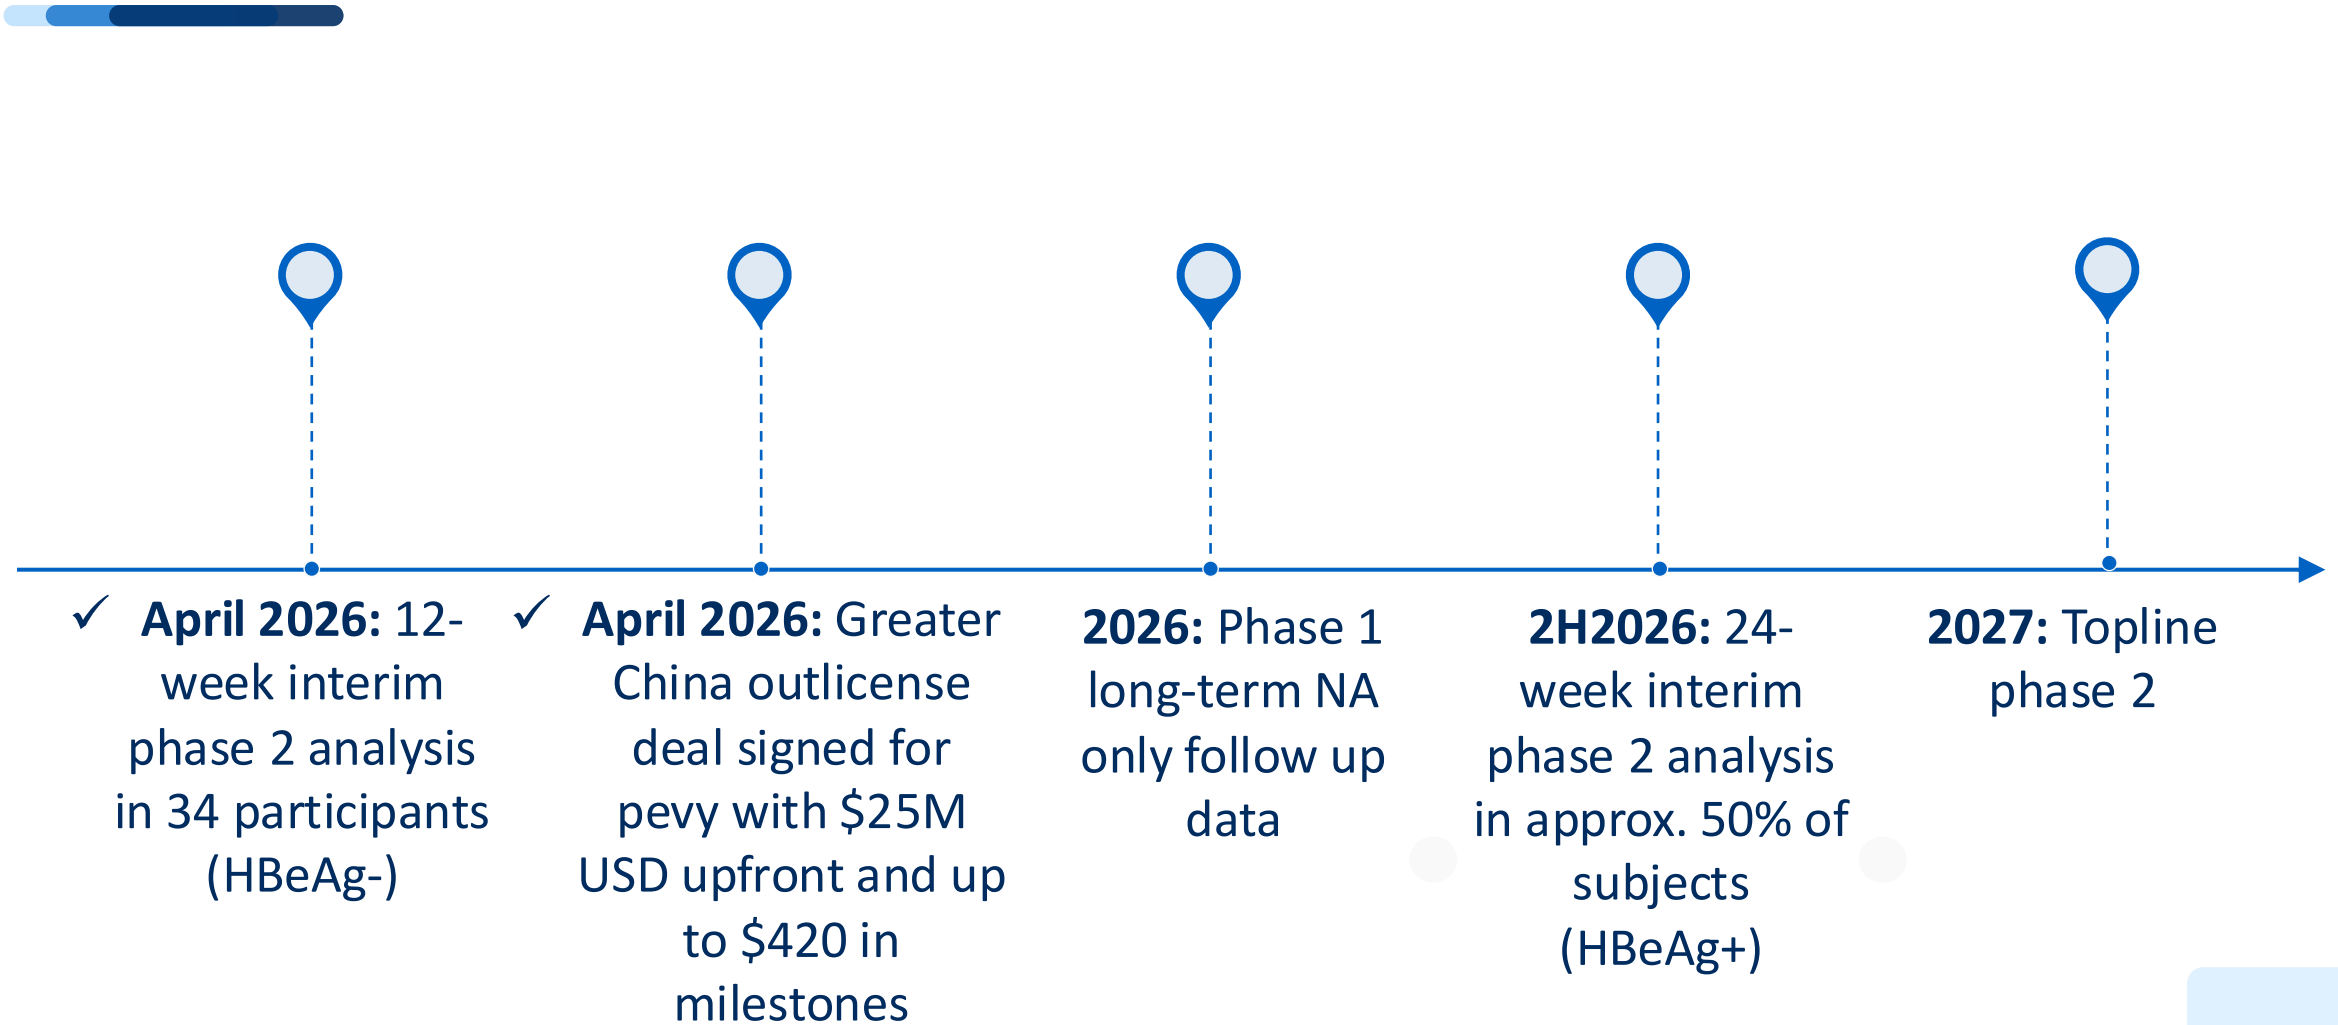 ✓ April 2026: 12-
week interim
phase 2 analysis
in 34 participants
(HBeAg-)
✓ April 2026: Greater
China outlicense
deal signed for
pevy with $25M
USD upfront and up
to $420 in
milestones
2026: Phase 1
long-term NA
only follow up
data
2H2026: 24-
week interim
phase 2 analysis
in approx. 50% of
subjects
(HBeAg+)
2027: Topline
phase 2